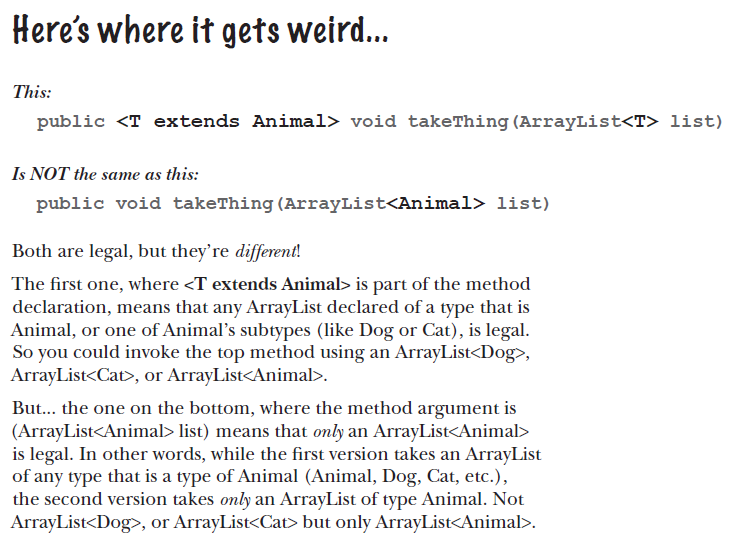 Here's where it gets weird...
This:
public <T extends Animal> void takeThing(ArrayList<T> list)
Is NOT the same as this:
public void takeThing(ArrayList<Animal> list)
Both are legal, but they're different!
The first one, where <T extends Animal> is part of the method
declaration, means that any ArrayList declared of a type that is
Animal, or one of Animal's subtypes (like Dog or Cat), is legal.
So you could invoke the top method using an ArrayList<Dog>,
ArrayList<Cat>, or ArrayList<Animal>.
But... the one on the bottom, where the method argument is
(ArrayList<Animal> list) means that only an ArrayList<Animal>
is legal. In other words, while the first version takes an ArrayList
of any type that is a type of Animal (Animal, Dog, Cat, etc.),
the second version takes only an ArrayList of type Animal. Not
ArrayList<Dog>, or ArrayList<Cat> but only ArrayList<Animal>.